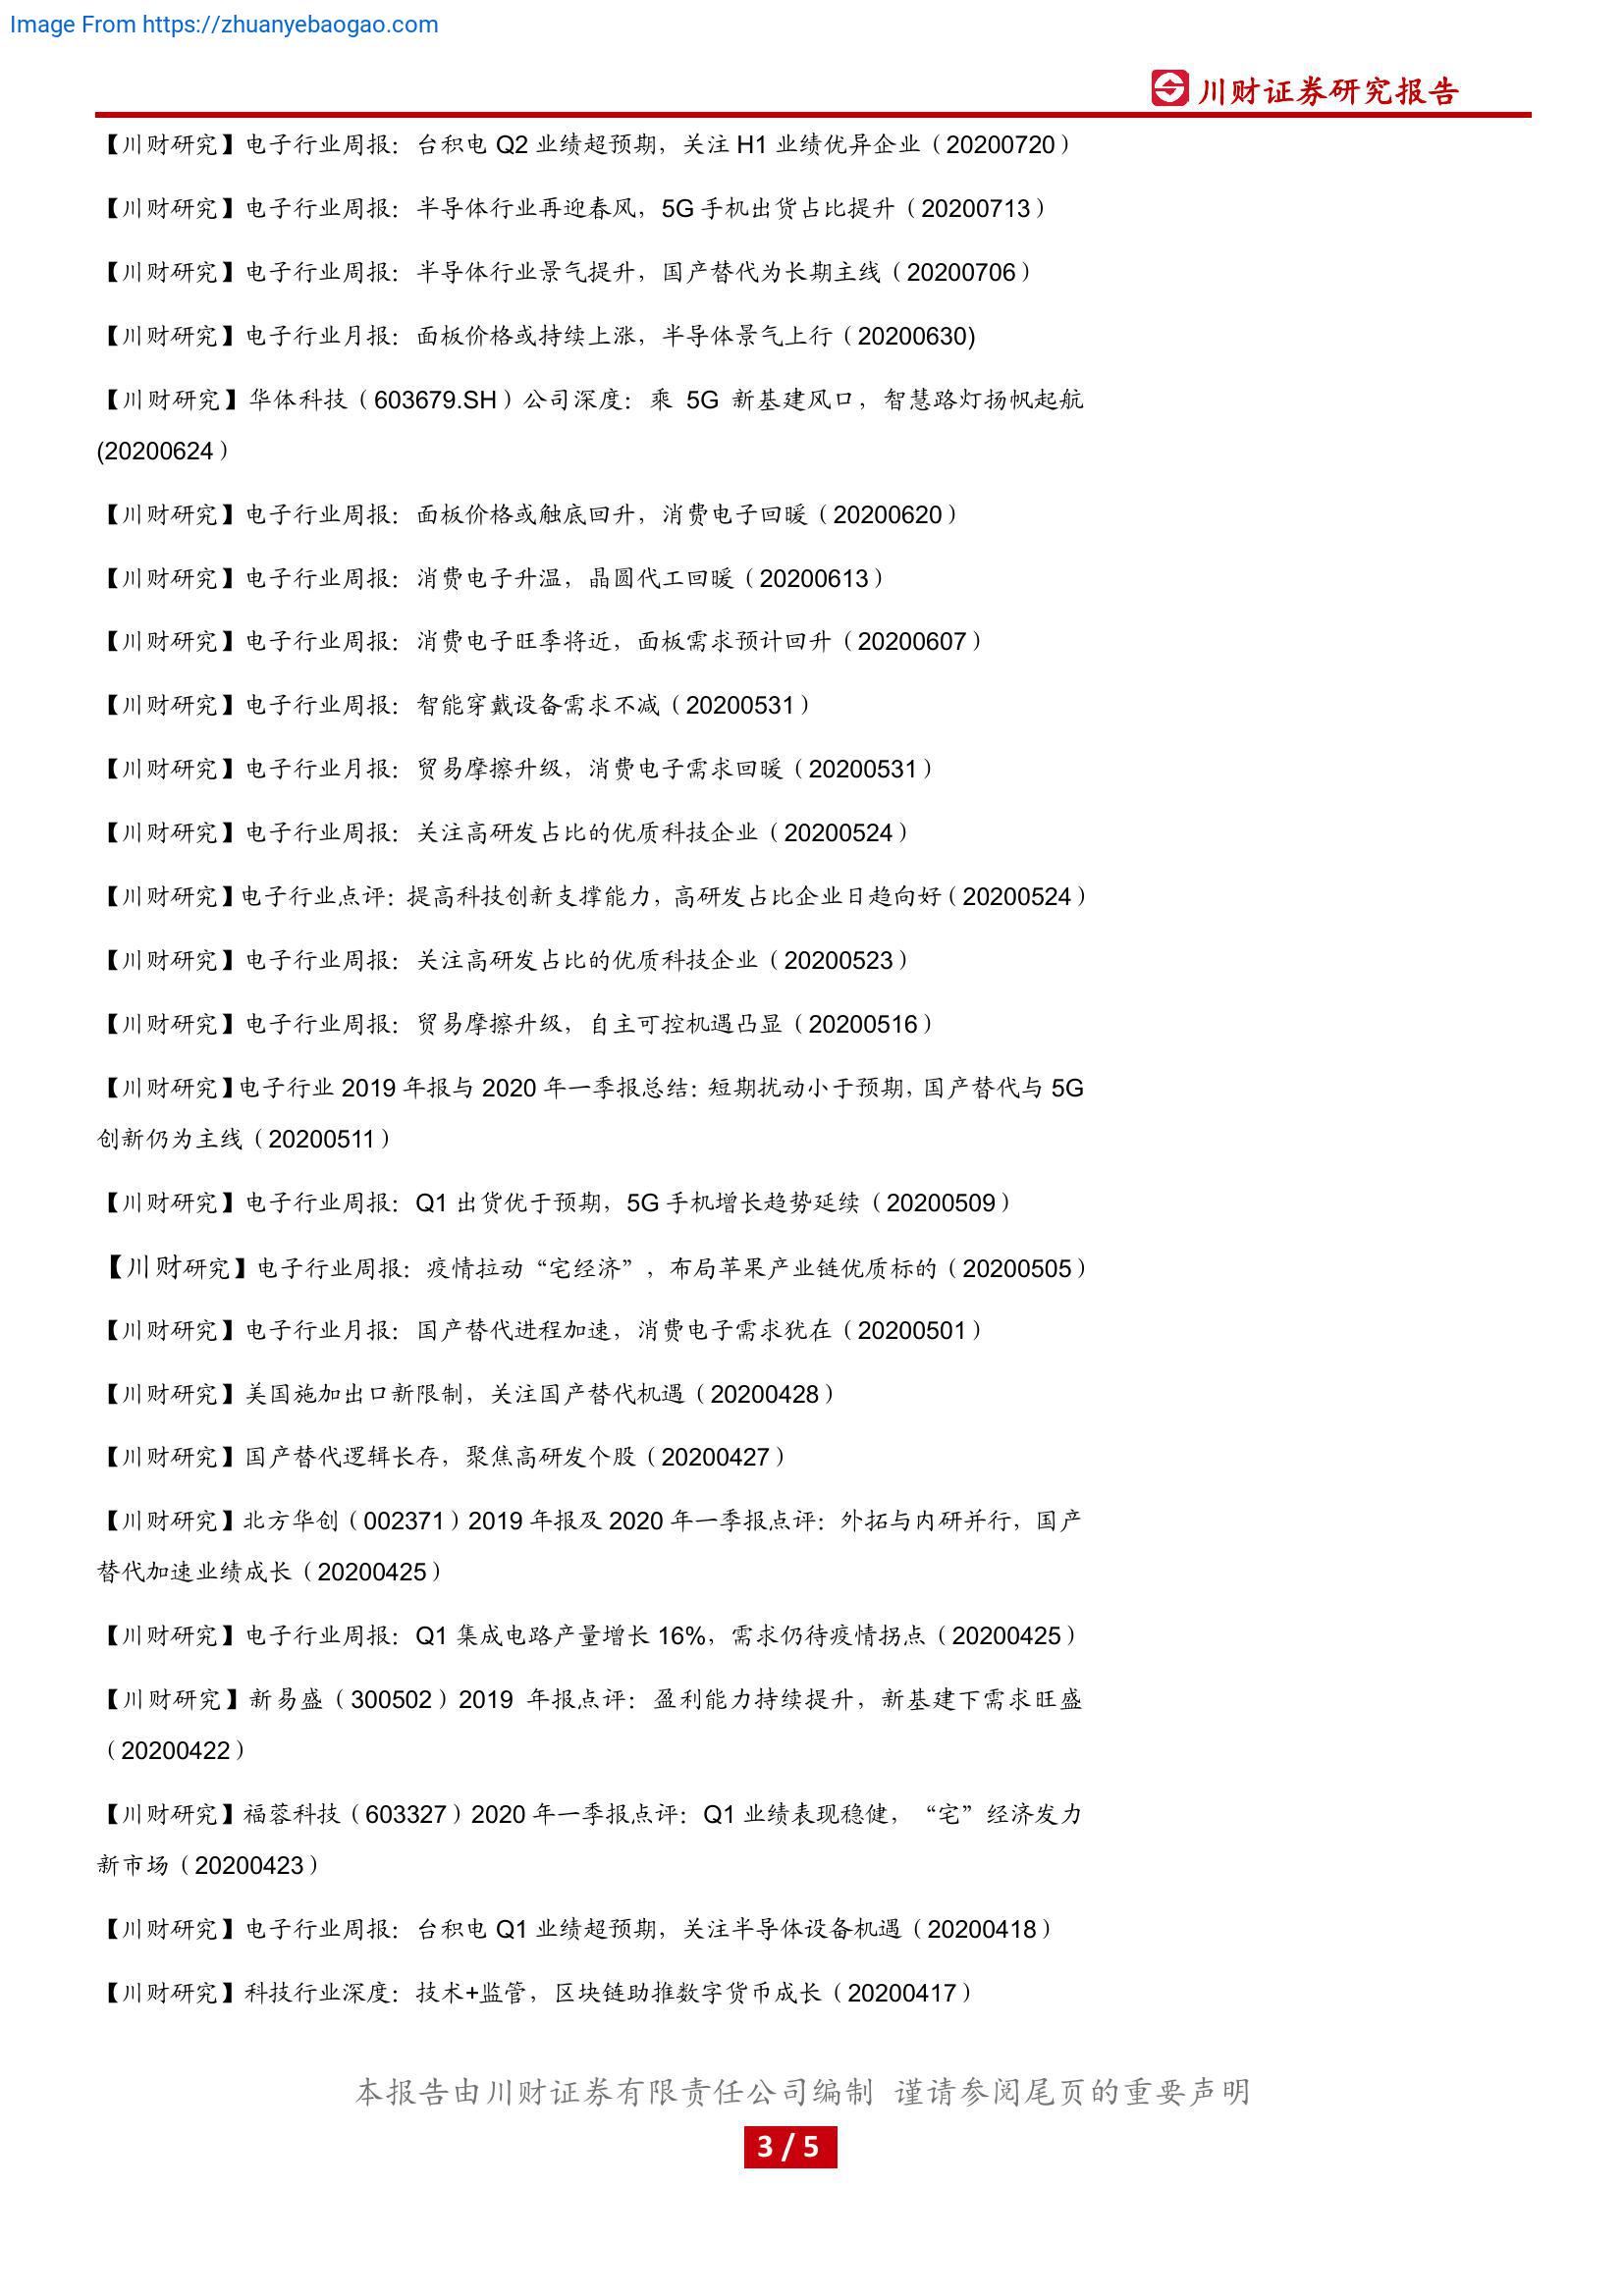 Image From https://zhuanyebaogao.com
川财证券研究报告
【川财研究】电子行业周报：台积电 Q2 业绩超预期，关注 H1 业绩优异企业（20200720）
【川财研究】电子行业周报：半导体行业再迎春风，5G 手机出货占比提升（20200713）
【川财研究】电子行业周报：半导体行业景气提升，国产替代为长期主线（20200706）
【川财研究】电子行业月报：面板价格或持续上涨，半导体景气上行（20200630)
【川财研究】华体科技（603679.SH）公司深度：乘 5G 新基建风口，智慧路灯扬帆起航
(20200624）
【川财研究】电子行业周报：面板价格或触底回升，消费电子回暖（20200620）
【川财研究】电子行业周报：消费电子升温，晶圆代工回暖（20200613）
【川财研究】电子行业周报：消费电子旺季将近，面板需求预计回升（20200607）
【川财研究】电子行业周报：智能穿戴设备需求不减（20200531）
【川财研究】电子行业月报：贸易摩擦升级，消费电子需求回暖（20200531）
【川财研究】电子行业周报：关注高研发占比的优质科技企业（20200524）
【川财研究】电子行业点评：提高科技创新支撑能力，高研发占比企业日趋向好（20200524）
【川财研究】电子行业周报：关注高研发占比的优质科技企业（20200523）
【川财研究】电子行业周报：贸易摩擦升级，自主可控机遇凸显（20200516）
【川财研究】电子行业 2019 年报与 2020 年一季报总结：短期扰动小于预期，国产替代与 5G
创新仍为主线（20200511）
【川财研究】电子行业周报：Q1 出货优于预期，5G 手机增长趋势延续（20200509）
【川财研究】电子行业周报：疫情拉动“宅经济”，布局苹果产业链优质标的（20200505）
【川财研究】电子行业月报：国产替代进程加速，消费电子需求犹在（20200501）
【川财研究】美国施加出口新限制，关注国产替代机遇（20200428）
【川财研究】国产替代逻辑长存，聚焦高研发个股（20200427）
【川财研究】北方华创（002371）2019 年报及 2020 年一季报点评：外拓与内研并行，国产
替代加速业绩成长（20200425）
【川财研究】电子行业周报：Q1 集成电路产量增长 16%，需求仍待疫情拐点（20200425）
【川财研究】新易盛（300502）2019 年报点评：盈利能力持续提升，新基建下需求旺盛
（20200422）
【川财研究】福蓉科技（603327）2020 年一季报点评：Q1 业绩表现稳健，“宅”经济发力
新市场（20200423）
【川财研究】电子行业周报：台积电 Q1 业绩超预期，关注半导体设备机遇（20200418）
【川财研究】科技行业深度：技术+监管，区块链助推数字货币成长（20200417）
本报告由川财证券有限责任公司编制 谨请参阅尾页的重要声明
3 / 5